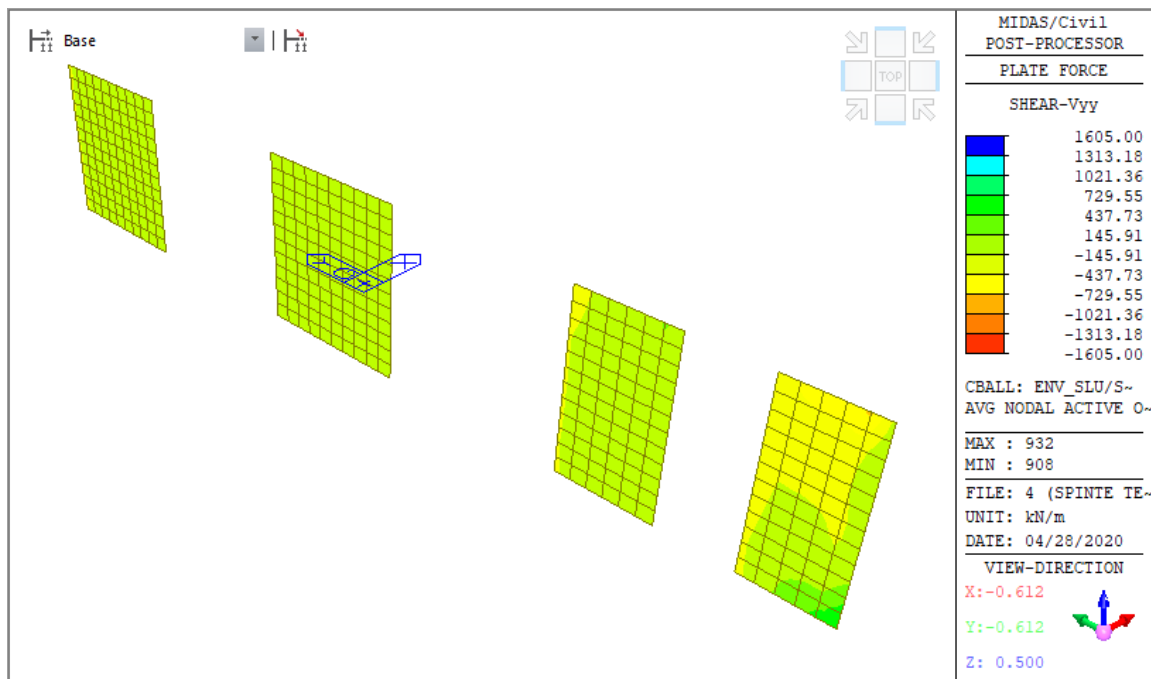 Base
TOP
MIDAS/Civil
POST-PROCESSOR
PLATE FORCE
SHEAR-Vyy
1605.00
1313.18
1021.36
729.55
437.73
145.91
-145.91
-437.73
-729.55
-1021.36
-1313.18
-1605.00
CBALL: ENV_SLU/S~
AVG NODAL ACTIVE O~
MAX : 932
MIN : 908
FILE: 4 (SPINTE TE~
UNIT: kN/m
DATE: 04/28/2020
VIEW-DIRECTION
X:-0.612
Y:-0.612
Z: 0.500